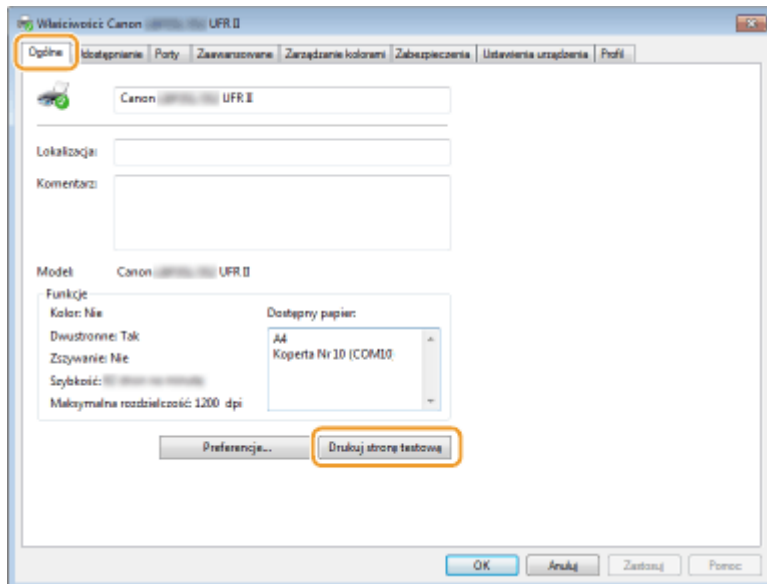 Właściwości: Canon UFR II
Ogólne Udostępnianie Porty Zaawansowane Zarządzanie kolorami Zabezpieczenia Ustawienia urządzenia Profil
Canon UFR II
Lokalizacja:
Komentarz:
Model: Canon UFR II
Funkcje
Kolor: Nie Dostępny papier:
Dwustronne: Tak A4
Zszywanie: Nie Koperta Nr 10 (COM10
Szybkość:
Maksymalna rozdzielczość: 1200 dpi
Preferencje... Drukuj stronę testową
OK Anuluj Zastosuj Pomoc